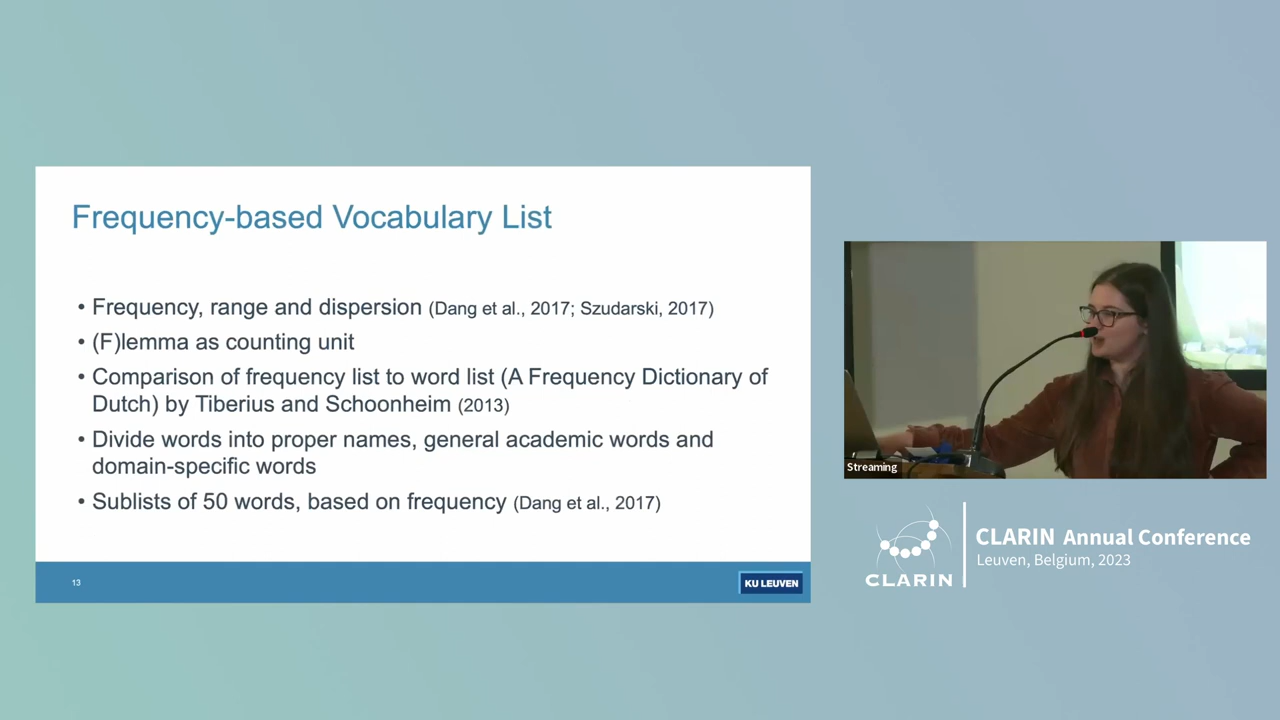 Frequency-based Vocabulary List
• Frequency, range and dispersion (Dang et al., 2017; Szudarski, 2017)
• (F)lemma as counting unit
• Comparison of frequency list to word list (A Frequency Dictionary of
Dutch) by Tiberius and Schoonheim (2013)
• Divide words into proper names, general academic words and
domain-specific words
• Sublists of 50 words, based on frequency (Dang et al., 2017)
13
KU LEUVEN
Streaming
CLARIN
CLARIN Annual Conference
Leuven, Belgium, 2023